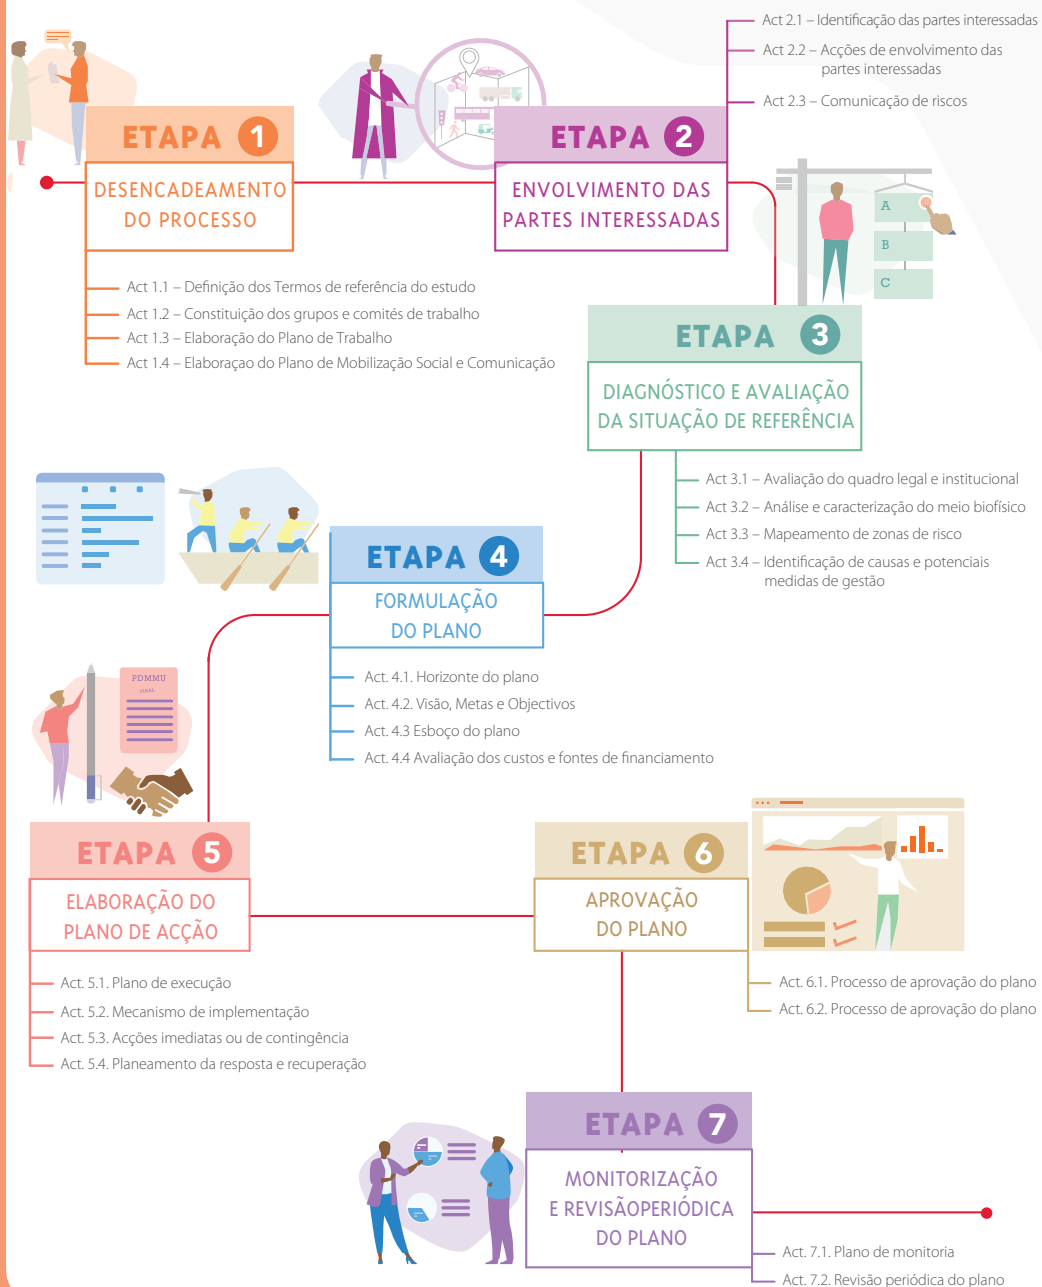 Act 2.1 – Identificação das partes interessadas
Act 2.2 – Acções de envolvimento das
partes interessadas
Act 2.3 – Comunicação de riscos
ETAPA 1
DESENCADEAMENTO
DO PROCESSO
ETAPA 2
ENVOLVIMENTO DAS
PARTES INTERESSADAS
A
B
C
Act 1.1 – Definição dos Termos de referência do estudo
Act 1.2 – Constituição dos grupos e comités de trabalho
Act 1.3 – Elaboração do Plano de Trabalho
Act 1.4 – Elaboraçao do Plano de Mobilização Social e Comunicação
ETAPA 3
DIAGNÓSTICO E AVALIAÇÃO
DA SITUAÇÃO DE REFERÊNCIA
Act 3.1 – Avaliação do quadro legal e institucional
Act 3.2 – Análise e caracterização do meio biofísico
Act 3.3 – Mapeamento de zonas de risco
Act 3.4 – Identificação de causas e potenciais
medidas de gestão
ETAPA 4
FORMULAÇÃO
DO PLANO
Act. 4.1. Horizonte do plano
Act. 4.2. Visão, Metas e Objectivos
Act. 4.3 Esboço do plano
Act. 4.4 Avaliação dos custos e fontes de financiamento
PDMMU
FINAL
ETAPA 5
ELABORAÇÃO DO
PLANO DE ACÇÃO
Act. 5.1. Plano de execução
Act. 5.2. Mecanismo de implementação
Act. 5.3. Acções imediatas ou de contingência
Act. 5.4. Planeamento da resposta e recuperação
ETAPA 6
APROVAÇÃO
DO PLANO
Act. 6.1. Processo de aprovação do plano
Act. 6.2. Processo de aprovação do plano
ETAPA 7
MONITORIZAÇÃO
E REVISÃOPERIÓDICA
DO PLANO
Act. 7.1. Plano de monitoria
Act. 7.2. Revisão periódica do plano